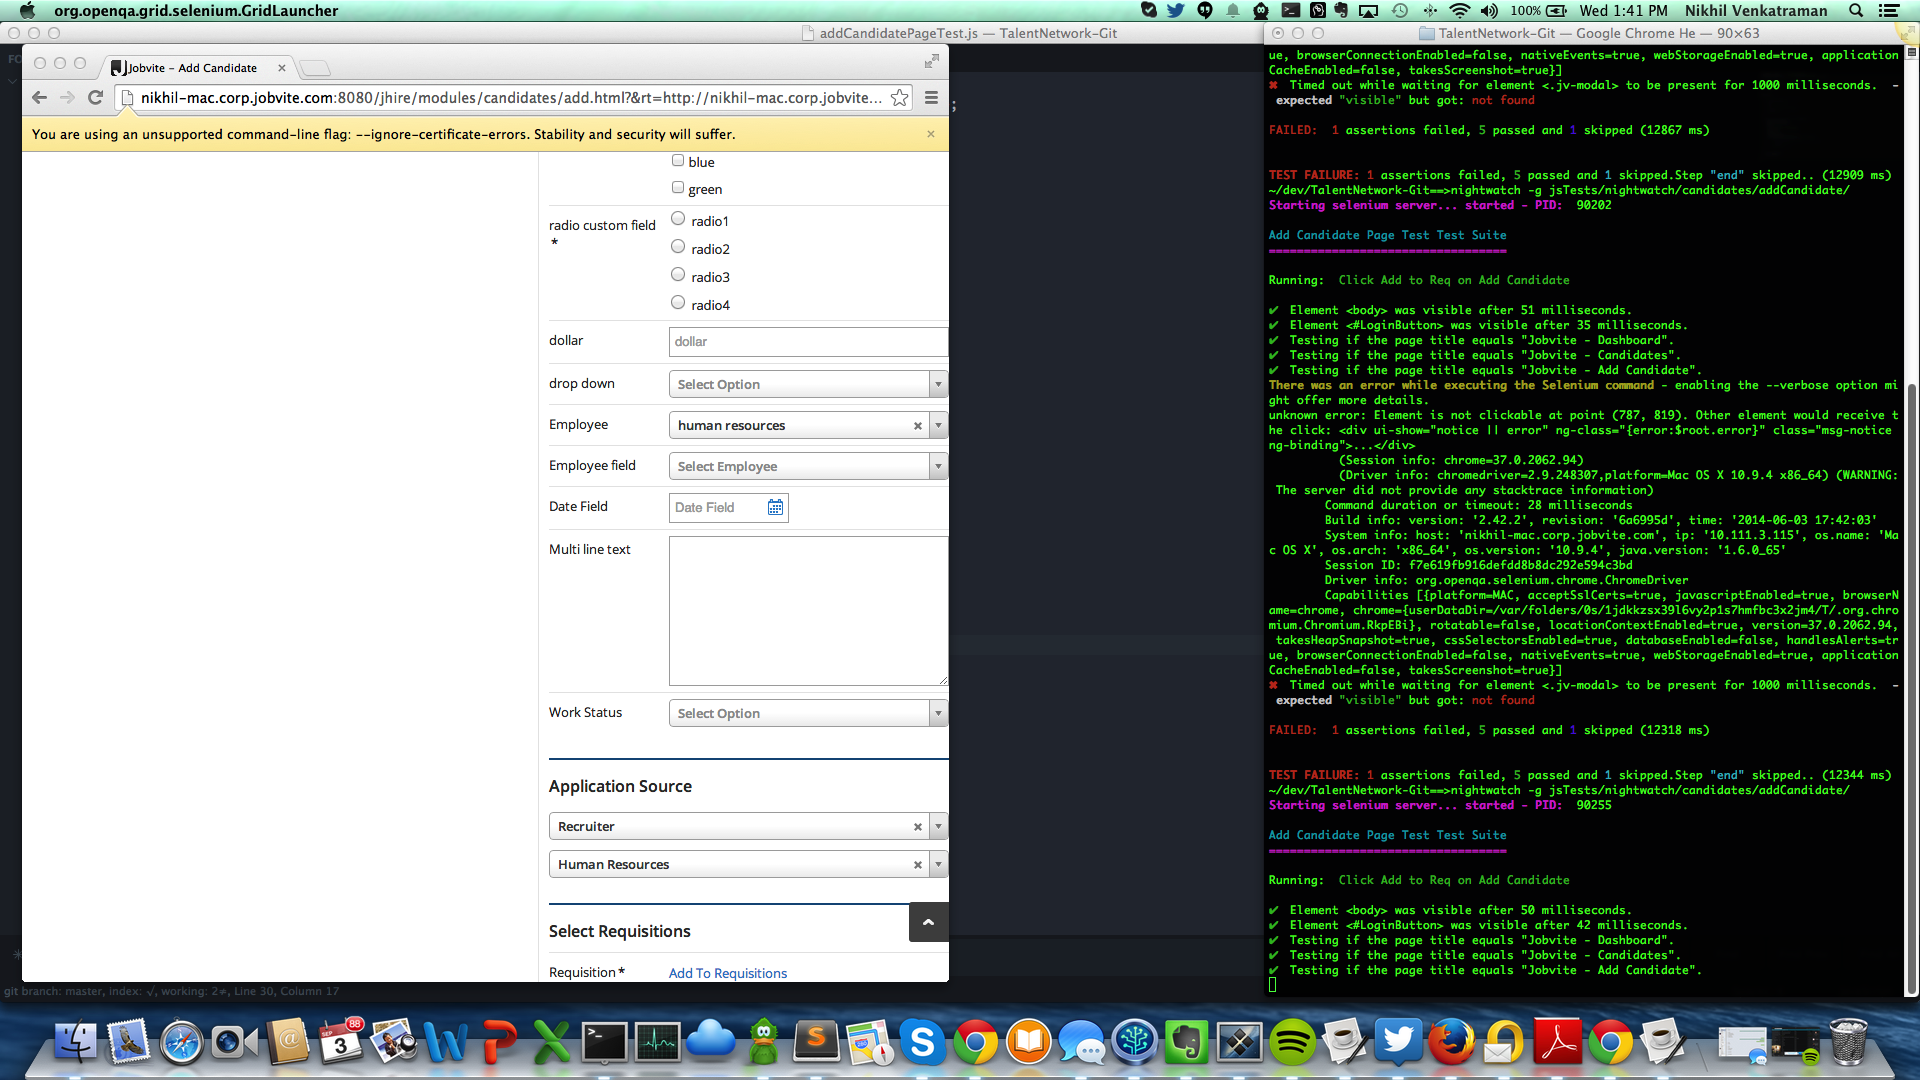 org.openqa.grid.selenium.GridLauncher
100%
Wed 1:41 PM
Nikhil Venkatraman
addCandidatePageTest.js — TalentNetwork-Git
FO
Jobvite - Add Candidate
nikhil-mac.corp.jobvite.com:8080/jhire/modules/candidates/add.html?&rt=http://nikhil-mac.corp.jobvite...
;
You are using an unsupported command-line flag: --ignore-certificate-errors. Stability and security will suffer.
blue
green
radio custom field
*
radio1
radio2
radio3
radio4
dollar
dollar
drop down
Select Option
Employee
human resources
Employee field
Select Employee
Date Field
Date Field
Multi line text
Work Status
Select Option
Application Source
Recruiter
Human Resources
Select Requisitions
Requisition *
Add To Requisitions
git branch: master, index: √, working: 2≠, Line 30, Column 17
TalentNetwork-Git — Google Chrome He — 90×63
ue, browserConnectionEnabled=false, nativeEvents=true, webStorageEnabled=true, application
CacheEnabled=false, takesScreenshot=true}]
✖ Timed out while waiting for element <.jv-modal> to be present for 1000 milliseconds. -
expected "visible" but got: not found
FAILED: 1 assertions failed, 5 passed and 1 skipped (12867 ms)
TEST FAILURE: 1 assertions failed, 5 passed and 1 skipped.Step "end" skipped.. (12909 ms)
~/dev/TalentNetwork-Git==>nightwatch -g jsTests/nightwatch/candidates/addCandidate/
Starting selenium server... started - PID: 90202
Add Candidate Page Test Test Suite
==================================
Running: Click Add to Req on Add Candidate
✔ Element <body> was visible after 51 milliseconds.
✔ Element <#LoginButton> was visible after 35 milliseconds.
✔ Testing if the page title equals "Jobvite - Dashboard".
✔ Testing if the page title equals "Jobvite - Candidates".
✔ Testing if the page title equals "Jobvite - Add Candidate".
There was an error while executing the Selenium command - enabling the --verbose option mi
ght offer more details.
unknown error: Element is not clickable at point (787, 819). Other element would receive t
he click: <div ui-show="notice || error" ng-class="{error:$root.error}" class="msg-notice
ng-binding">...</div>
(Session info: chrome=37.0.2062.94)
(Driver info: chromedriver=2.9.248307,platform=Mac OS X 10.9.4 x86_64) (WARNING:
The server did not provide any stacktrace information)
Command duration or timeout: 28 milliseconds
Build info: version: '2.42.2', revision: '6a6995d', time: '2014-06-03 17:42:03'
System info: host: 'nikhil-mac.corp.jobvite.com', ip: '10.111.3.115', os.name: 'Ma
c OS X', os.arch: 'x86_64', os.version: '10.9.4', java.version: '1.6.0_65'
Session ID: f7e619fb916defdd8b8dc292e594c3bd
Driver info: org.openqa.selenium.chrome.ChromeDriver
Capabilities [{platform=MAC, acceptSslCerts=true, javascriptEnabled=true, browserN
ame=chrome, chrome={userDataDir=/var/folders/0s/1jdkkzsx39l6vy2p1s7hmfbc3x2jm4/T/.org.chro
mium.Chromium.RkpEBi}, rotatable=false, locationContextEnabled=true, version=37.0.2062.94,
takesHeapSnapshot=true, cssSelectorsEnabled=true, databaseEnabled=false, handlesAlerts=tr
ue, browserConnectionEnabled=false, nativeEvents=true, webStorageEnabled=true, application
CacheEnabled=false, takesScreenshot=true}]
✖ Timed out while waiting for element <.jv-modal> to be present for 1000 milliseconds. -
expected "visible" but got: not found
FAILED: 1 assertions failed, 5 passed and 1 skipped (12318 ms)
TEST FAILURE: 1 assertions failed, 5 passed and 1 skipped.Step "end" skipped.. (12344 ms)
~/dev/TalentNetwork-Git==>nightwatch -g jsTests/nightwatch/candidates/addCandidate/
Starting selenium server... started - PID: 90255
Add Candidate Page Test Test Suite
==================================
Running: Click Add to Req on Add Candidate
✔ Element <body> was visible after 50 milliseconds.
✔ Element <#LoginButton> was visible after 42 milliseconds.
✔ Testing if the page title equals "Jobvite - Dashboard".
✔ Testing if the page title equals "Jobvite - Candidates".
✔ Testing if the page title equals "Jobvite - Add Candidate".
SEP
3
88